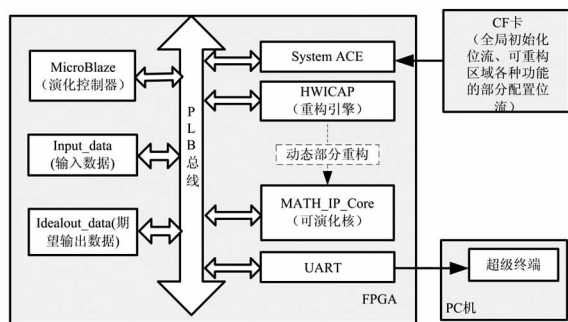 MicroBlaze
（演化控制器）
Input_data
(输入数据)
Idealout_data(期
望输出数据)
PLB总线
System ACE
HWICAP
（重构引擎）
动态部分重构
MATH_IP_Core
（可演化核）
UART
FPGA
CF卡
（全局初始化
位流、可重构
区域各种功能
的部分配置位
流）
超级终端
PC机